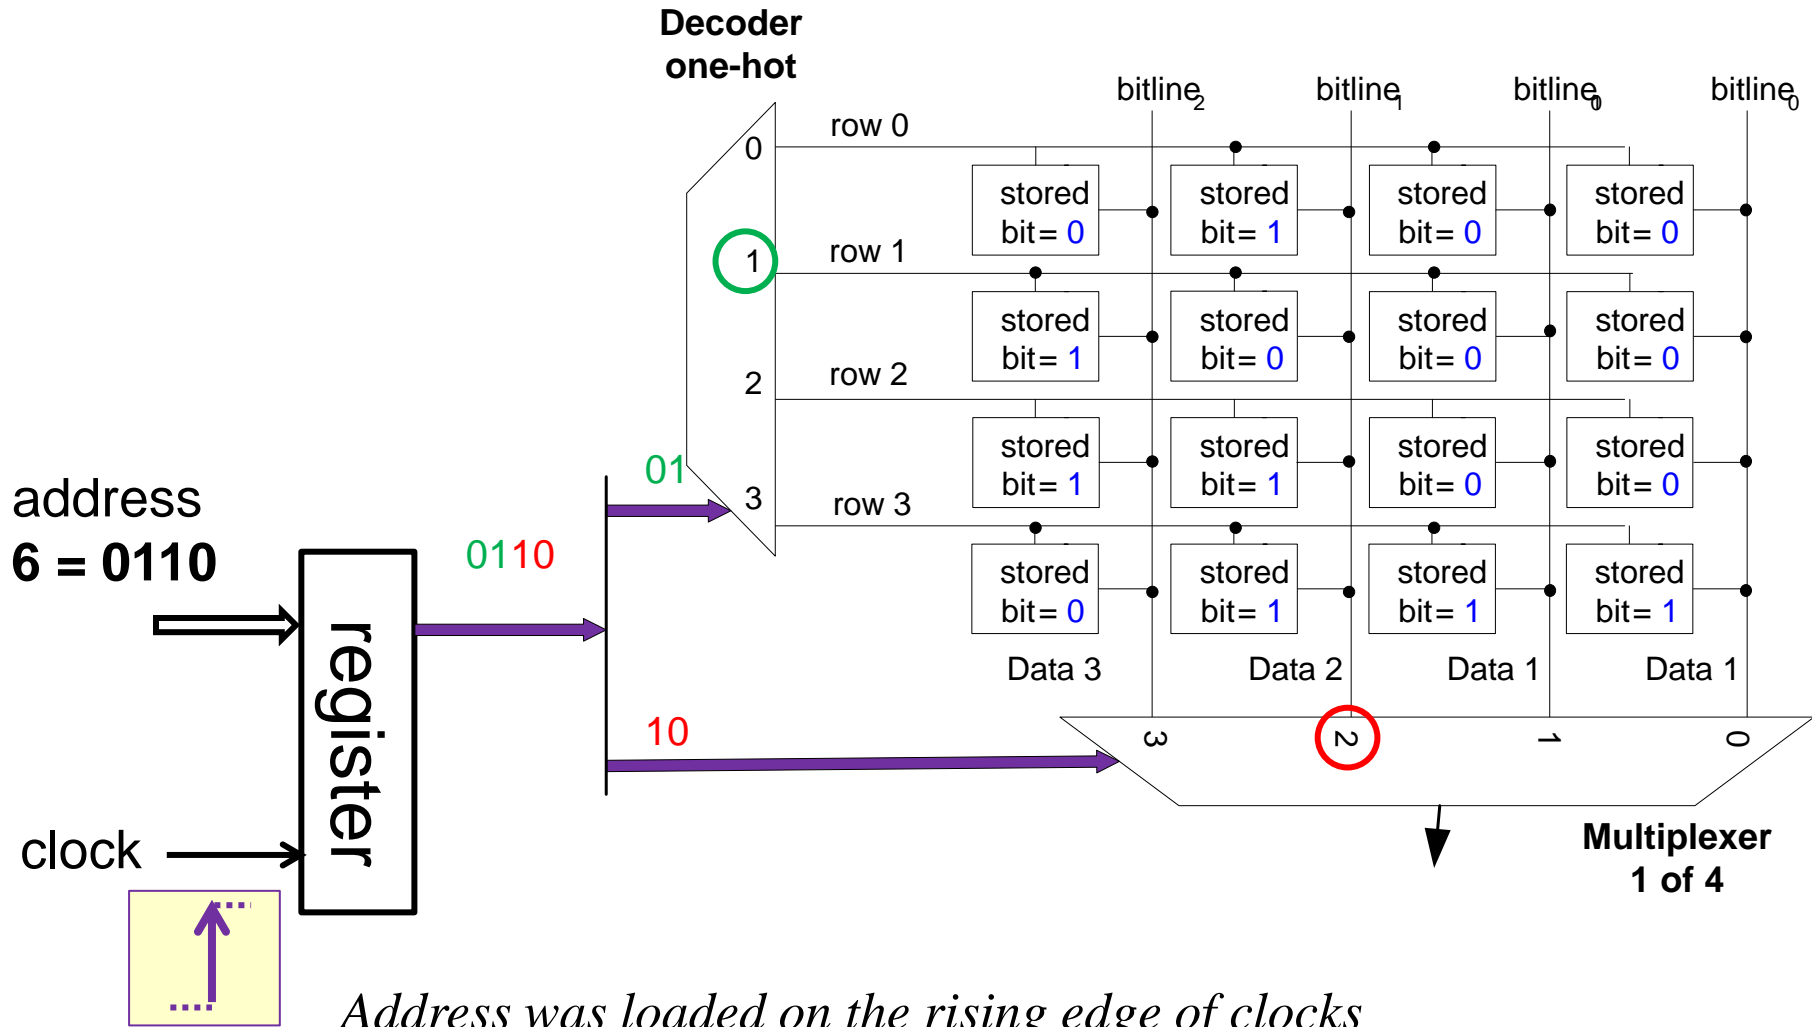 Decoder
one-hot
bitline2 bitline1 bitline0 bitline0
row 0
0
stored stored stored stored
bit= 0 bit= 1 bit= 0 bit= 0
row 1
1
stored stored stored stored
bit= 1 bit= 0 bit= 0 bit= 0
row 2
2
stored stored stored stored
bit= 1 bit= 1 bit= 0 bit= 0
01
3
row 3
address
6 = 0110
0110
stored stored stored stored
bit= 0 bit= 1 bit= 1 bit= 1
register
Data 3 Data 2 Data 1 Data 1
10
3 2 1 0
clock
Multiplexer
1 of 4
Address was loaded on the rising edge of clocks